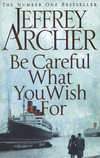 THE NUMBER ONE BESTSELLER
JEFFREY
ARCHER
Be Careful
What
You Wish
For